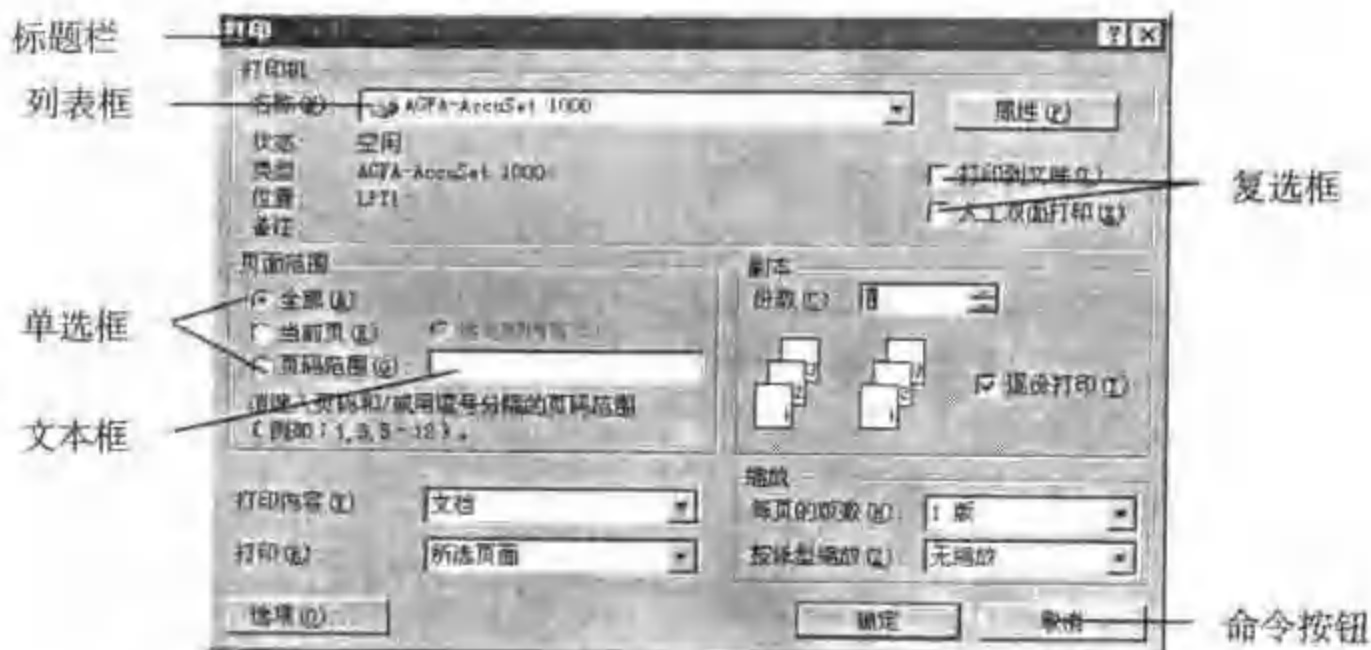 标题栏
打印
打印机
列表框
名称(N): AGFA-AccuSet 1000
属性(P)
状态: 空闲
类型: AGFA-AccuSet 1000
位置: LPT1:
备注:
打印到文件(L)
人工双面打印(X)
复选框
页面范围
单选框
全部(A)
当前页(E)
页码范围(G):
请键入页码和/或用逗号分隔的页码范围
(例如:1,3,5-12)。
文本框
副本
份数(C): 1
逐份打印(T)
打印内容(W): 文档
打印(R): 所选页面
缩放
每页的版数(H): 1 版
按纸型缩放(Z): 无缩放
选项(O)...
确定
取消
命令按钮